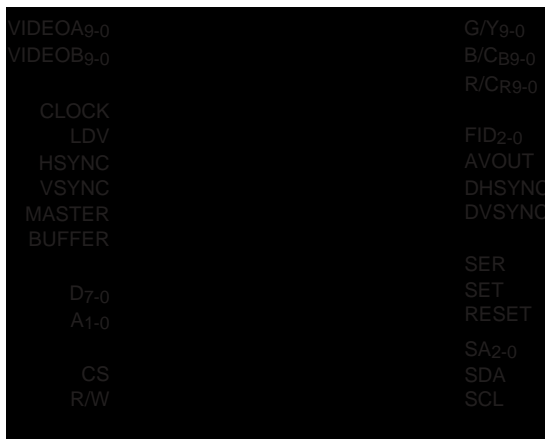 VIDEOA9-0
VIDEOB9-0
CLOCK
LDV
HSYNC
VSYNC
MASTER
BUFFER
D7-0
A1-0
CS
R/W
G/Y9-0
B/CB9-0
R/CR9-0
FID2-0
AVOUT
DHSYNC
DVSYNC
SER
SET
RESET
SA2-0
SDA
SCL